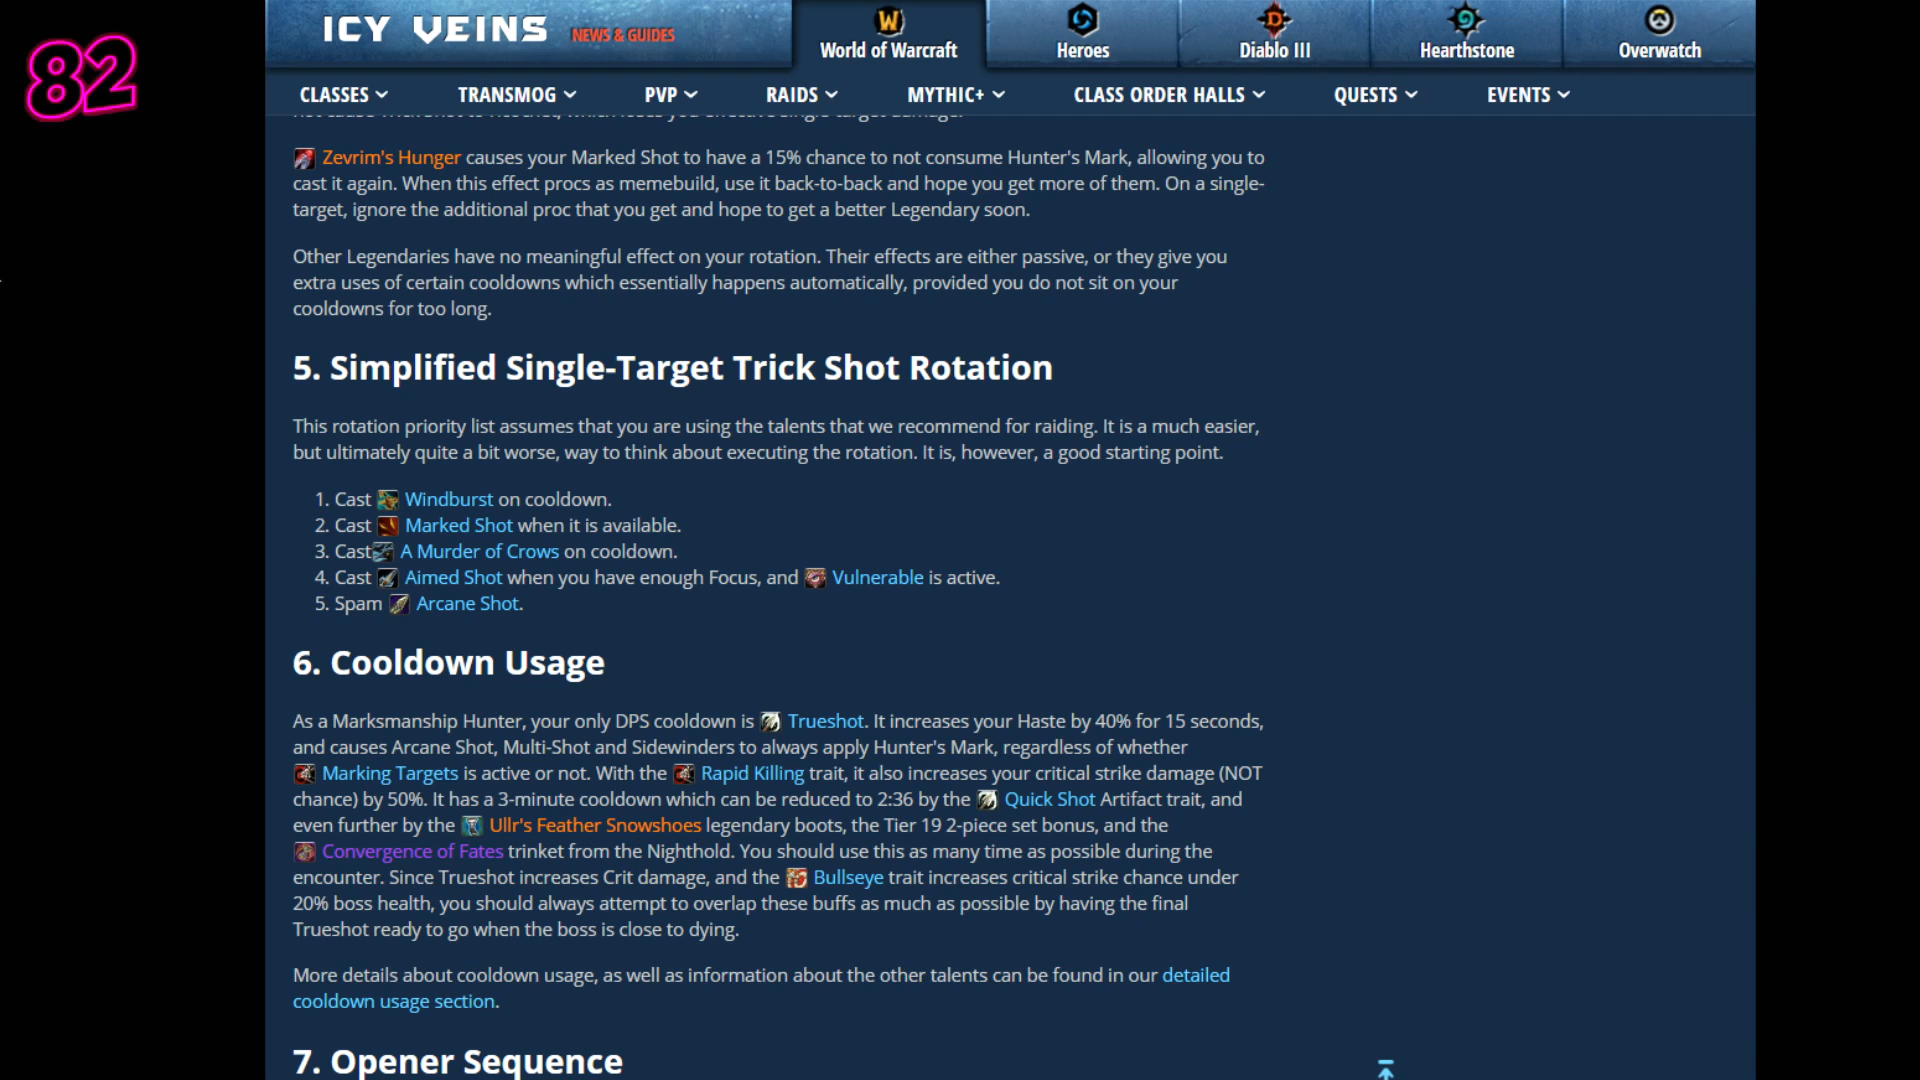 82
ICY VEINS NEWS & GUIDES
World of Warcraft
Heroes
Diablo III
Hearthstone
Overwatch
CLASSES TRANSMOG PVP RAIDS MYTHIC+ CLASS ORDER HALLS QUESTS EVENTS
Zevrim's Hunger causes your Marked Shot to have a 15% chance to not consume Hunter's Mark, allowing you to
cast it again. When this effect procs as memebuild, use it back-to-back and hope you get more of them. On a single-
target, ignore the additional proc that you get and hope to get a better Legendary soon.
Other Legendaries have no meaningful effect on your rotation. Their effects are either passive, or they give you
extra uses of certain cooldowns which essentially happens automatically, provided you do not sit on your
cooldowns for too long.
5. Simplified Single-Target Trick Shot Rotation
This rotation priority list assumes that you are using the talents that we recommend for raiding. It is a much easier,
but ultimately quite a bit worse, way to think about executing the rotation. It is, however, a good starting point.
1. Cast Windburst on cooldown.
2. Cast Marked Shot when it is available.
3. Cast A Murder of Crows on cooldown.
4. Cast Aimed Shot when you have enough Focus, and Vulnerable is active.
5. Spam Arcane Shot.
6. Cooldown Usage
As a Marksmanship Hunter, your only DPS cooldown is Trueshot. It increases your Haste by 40% for 15 seconds,
and causes Arcane Shot, Multi-Shot and Sidewinders to always apply Hunter's Mark, regardless of whether
Marking Targets is active or not. With the Rapid Killing trait, it also increases your critical strike damage (NOT
chance) by 50%. It has a 3-minute cooldown which can be reduced to 2:36 by the Quick Shot Artifact trait, and
even further by the Ullr's Feather Snowshoes legendary boots, the Tier 19 2-piece set bonus, and the
Convergence of Fates trinket from the Nighthold. You should use this as many time as possible during the
encounter. Since Trueshot increases Crit damage, and the Bullseye trait increases critical strike chance under
20% boss health, you should always attempt to overlap these buffs as much as possible by having the final
Trueshot ready to go when the boss is close to dying.
More details about cooldown usage, as well as information about the other talents can be found in our detailed
cooldown usage section.
7. Opener Sequence